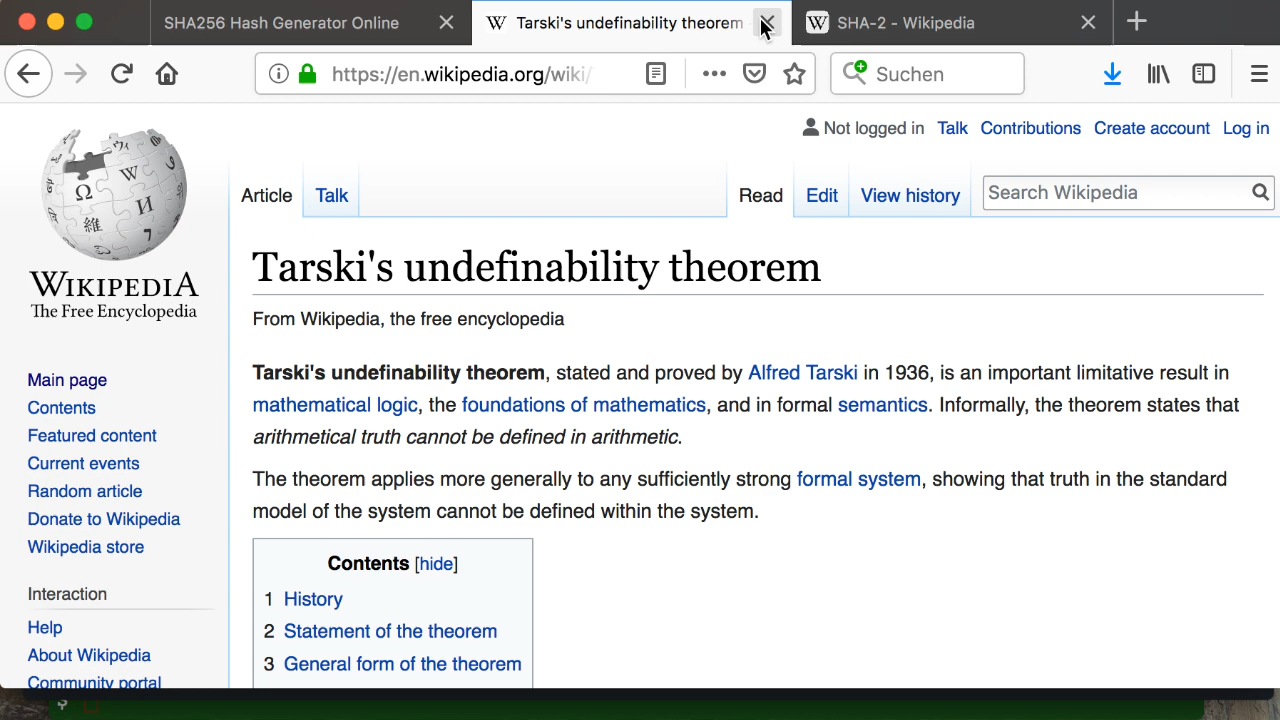 SHA256 Hash Generator Online
Tarski's undefinability theorem
SHA-2 - Wikipedia
https://en.wikipedia.org/wiki/
Suchen
Not logged in Talk Contributions Create account Log in
Article Talk Read Edit View history Search Wikipedia
WIKIPEDIA
The Free Encyclopedia
Main page
Contents
Featured content
Current events
Random article
Donate to Wikipedia
Wikipedia store
Interaction
Help
About Wikipedia
Community portal
Tarski's undefinability theorem
From Wikipedia, the free encyclopedia
Tarski's undefinability theorem, stated and proved by Alfred Tarski in 1936, is an important limitative result in
mathematical logic, the foundations of mathematics, and in formal semantics. Informally, the theorem states that
arithmetical truth cannot be defined in arithmetic.
The theorem applies more generally to any sufficiently strong formal system, showing that truth in the standard
model of the system cannot be defined within the system.
Contents [hide]
1 History
2 Statement of the theorem
3 General form of the theorem
$